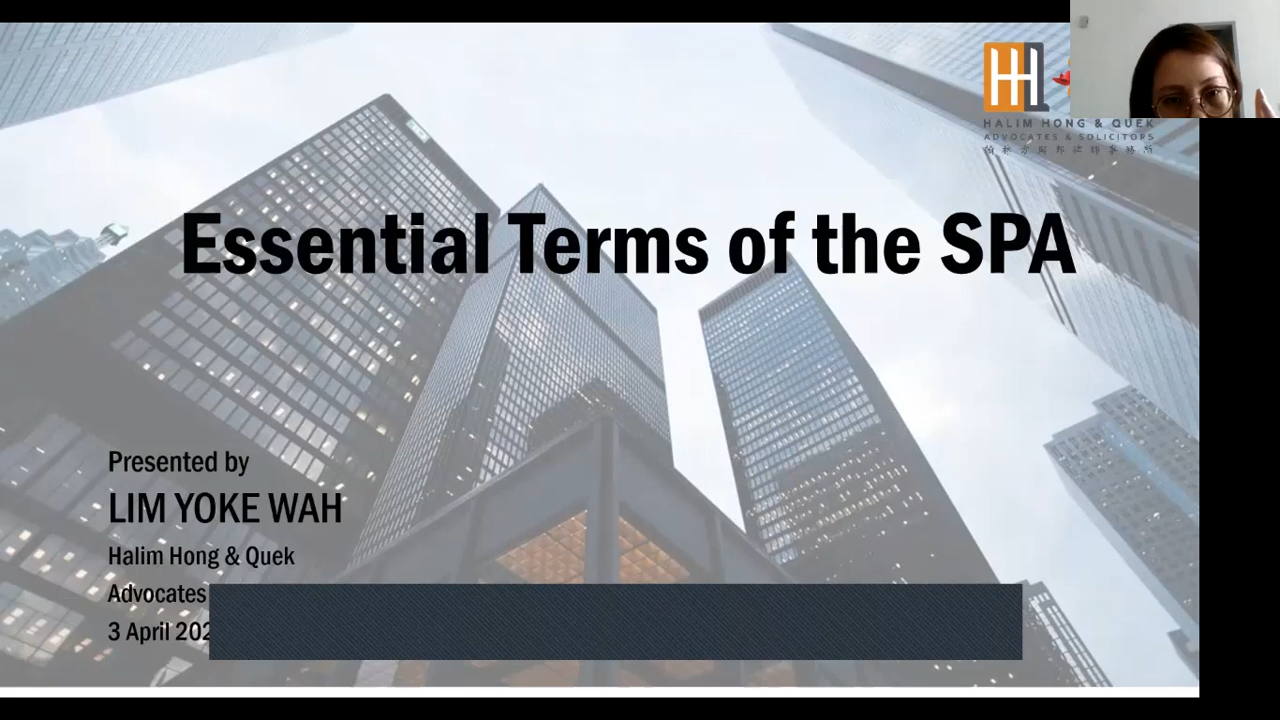 HALIM HONG & QUEK
ADVOCATES & SOLICITORS
Essential Terms of the SPA
Presented by
LIM YOKE WAH
Halim Hong & Quek
Advocates
3 April